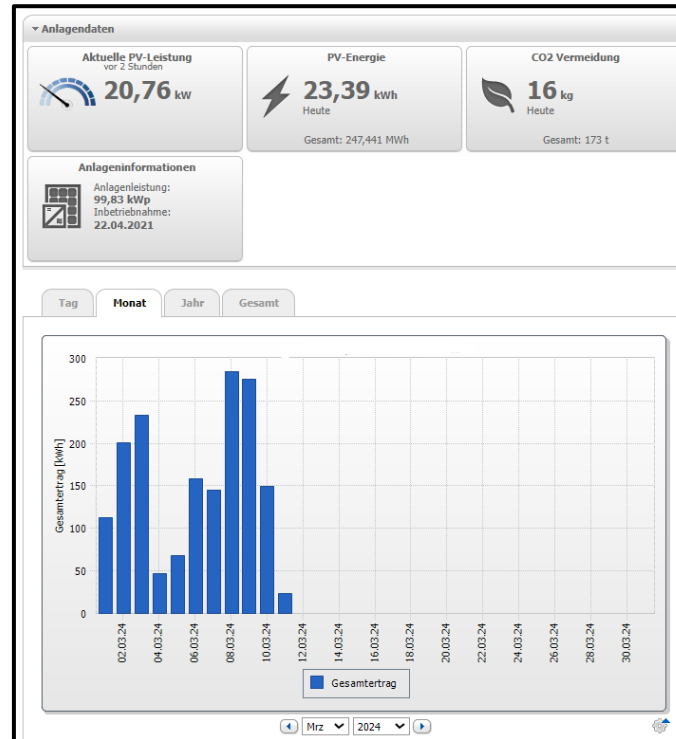 Anlagendaten
Aktuelle PV-Leistung
vor 2 Stunden
20,76 kW
PV-Energie
23,39 kWh
Heute
Gesamt: 247,441 MWh
CO2 Vermeidung
16 kg
Heute
Gesamt: 173 t
Anlageninformationen
Anlagenleistung:
99,83 kWp
Inbetriebnahme:
22.04.2021
Tag
Monat
Jahr
Gesamt
Gesamtertrag [kWh]
300
250
200
150
100
50
0
02.03.24
04.03.24
06.03.24
08.03.24
10.03.24
12.03.24
14.03.24
16.03.24
18.03.24
20.03.24
22.03.24
24.03.24
26.03.24
28.03.24
30.03.24
Gesamtertrag
Mrz
2024